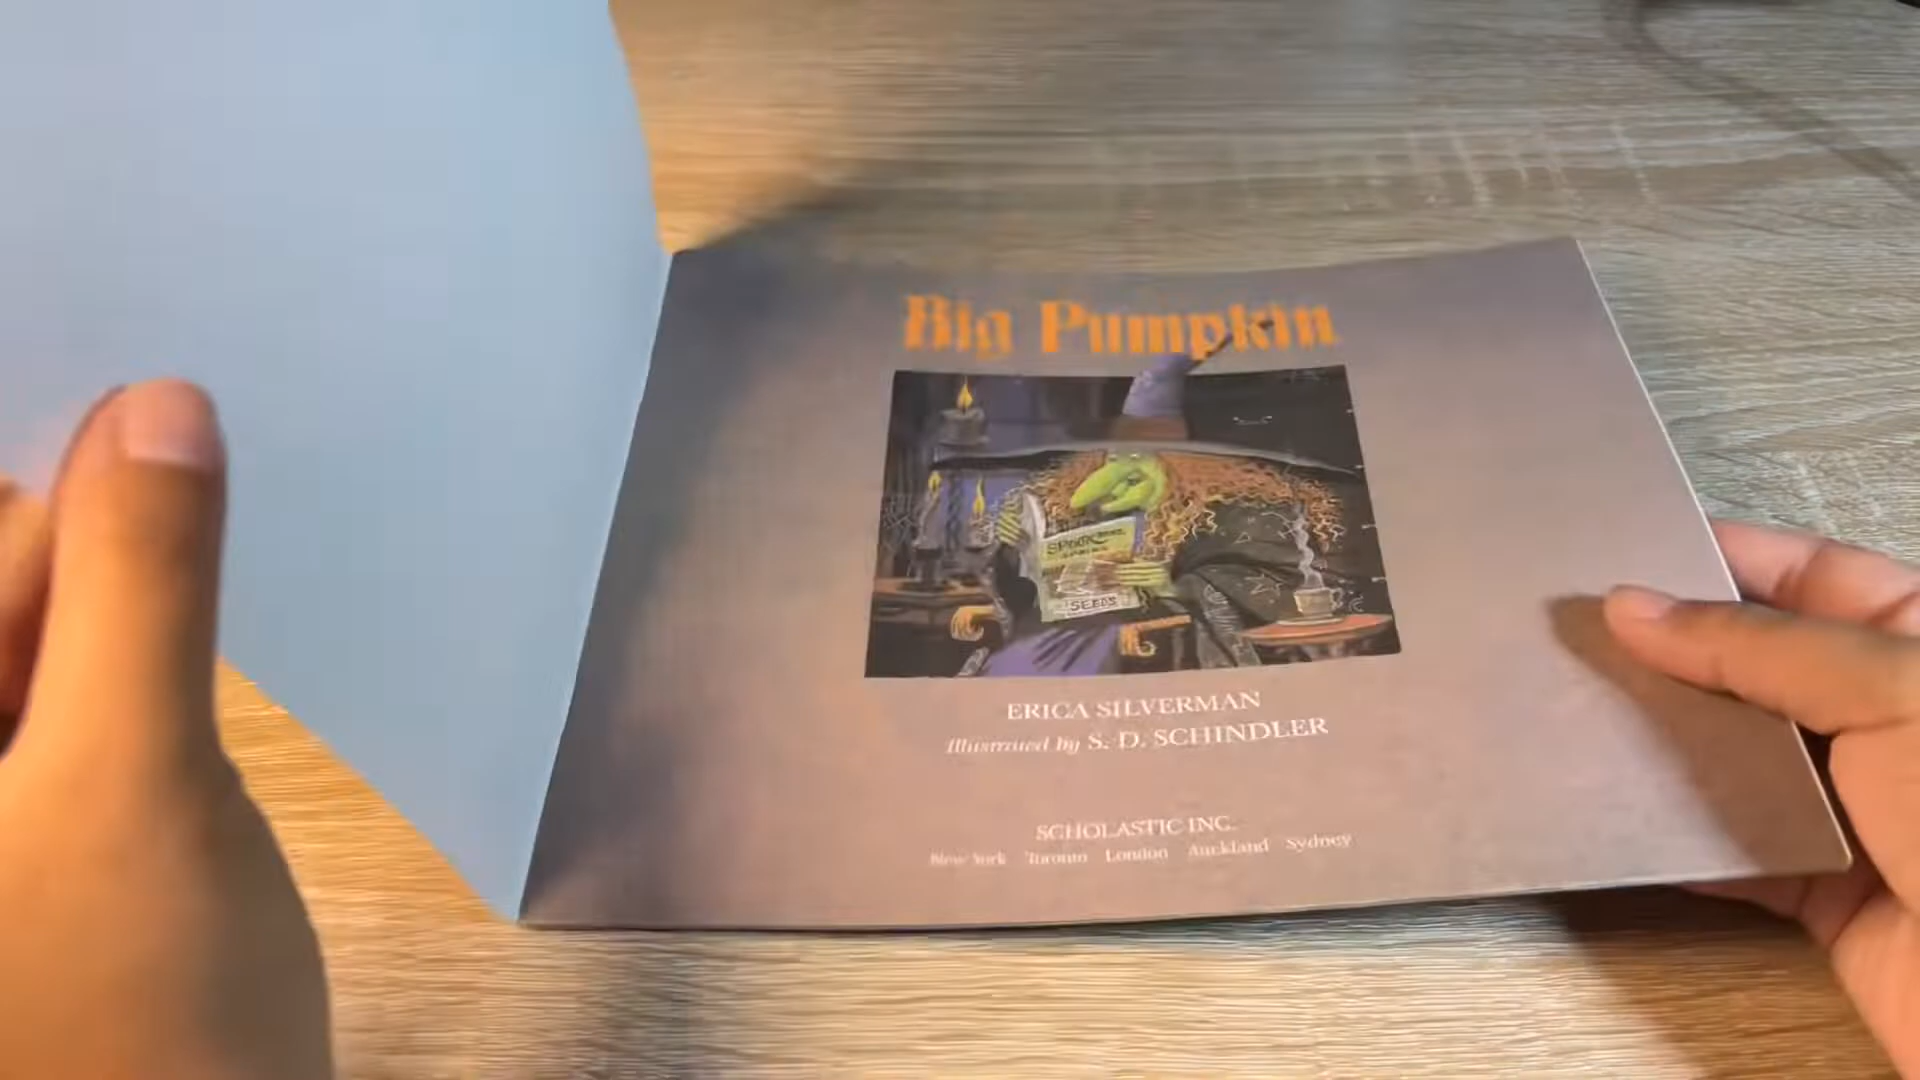 Big Pumpkin
SEEDS
ERICA SILVERMAN
Illustrated by S. D. SCHINDLER
SCHOLASTIC INC.
New York Toronto London Auckland Sydney